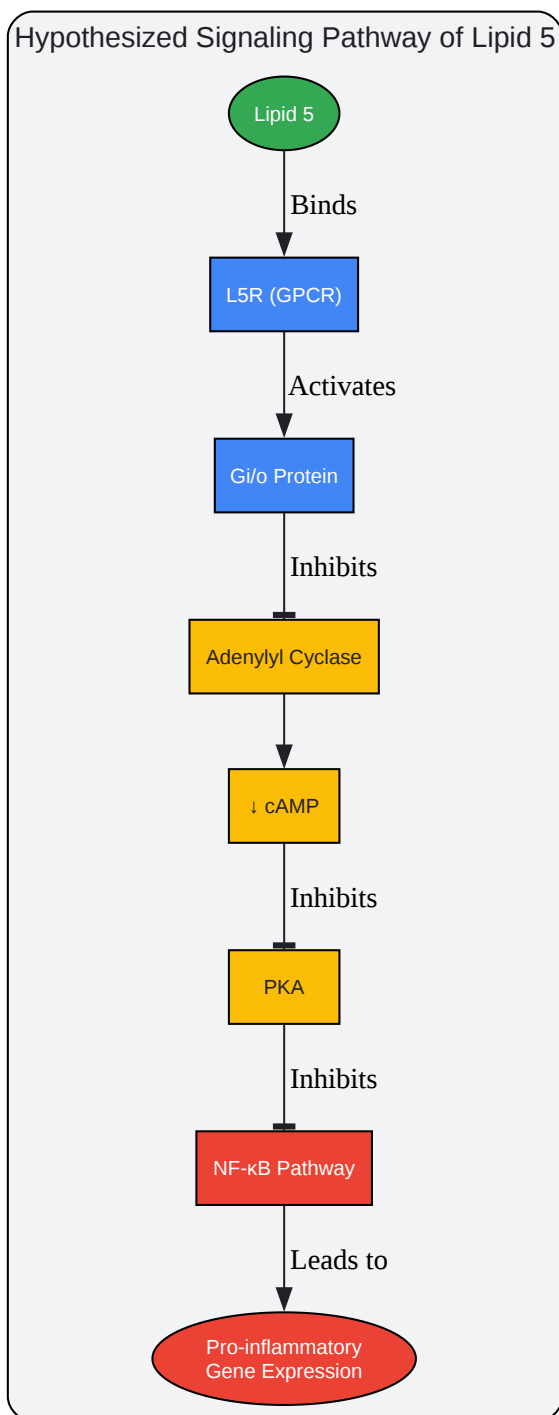 Hypothesized Signaling Pathway of Lipid 5
Lipid 5
Binds
L5R (GPCR)
Activates
Gi/o Protein
Inhibits
Adenylyl Cyclase
↓ cAMP
Inhibits
PKA
Inhibits
NF-κB Pathway
Leads to
Pro-inflammatory
Gene Expression